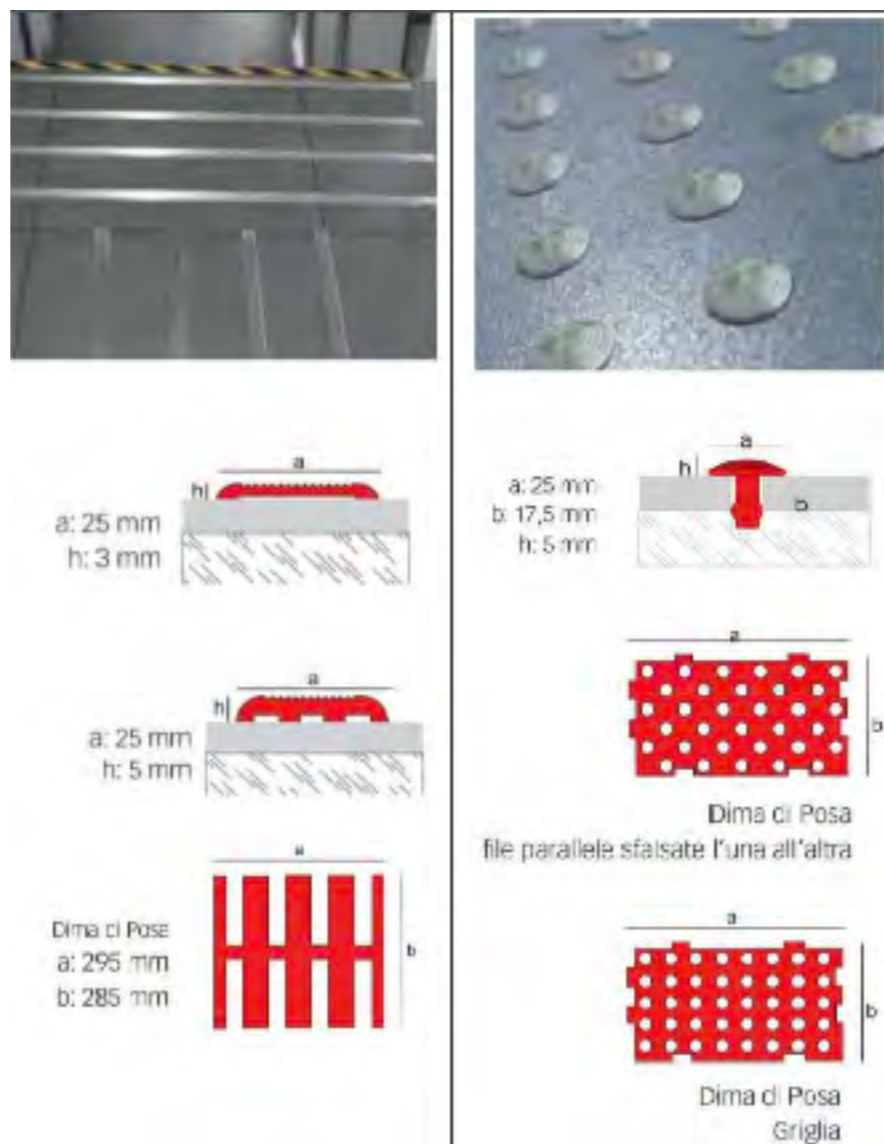 a
h
a: 25 mm
h: 3 mm
a
h
a: 25 mm
h: 5 mm
a
b
Dima di Posa
a: 295 mm
b: 285 mm
a
h
b
a: 25 mm
b: 17,5 mm
h: 5 mm
a
b
Dima di Posa
file parallele sfalsate l'una all'altra
a
b
Dima di Posa
Griglia